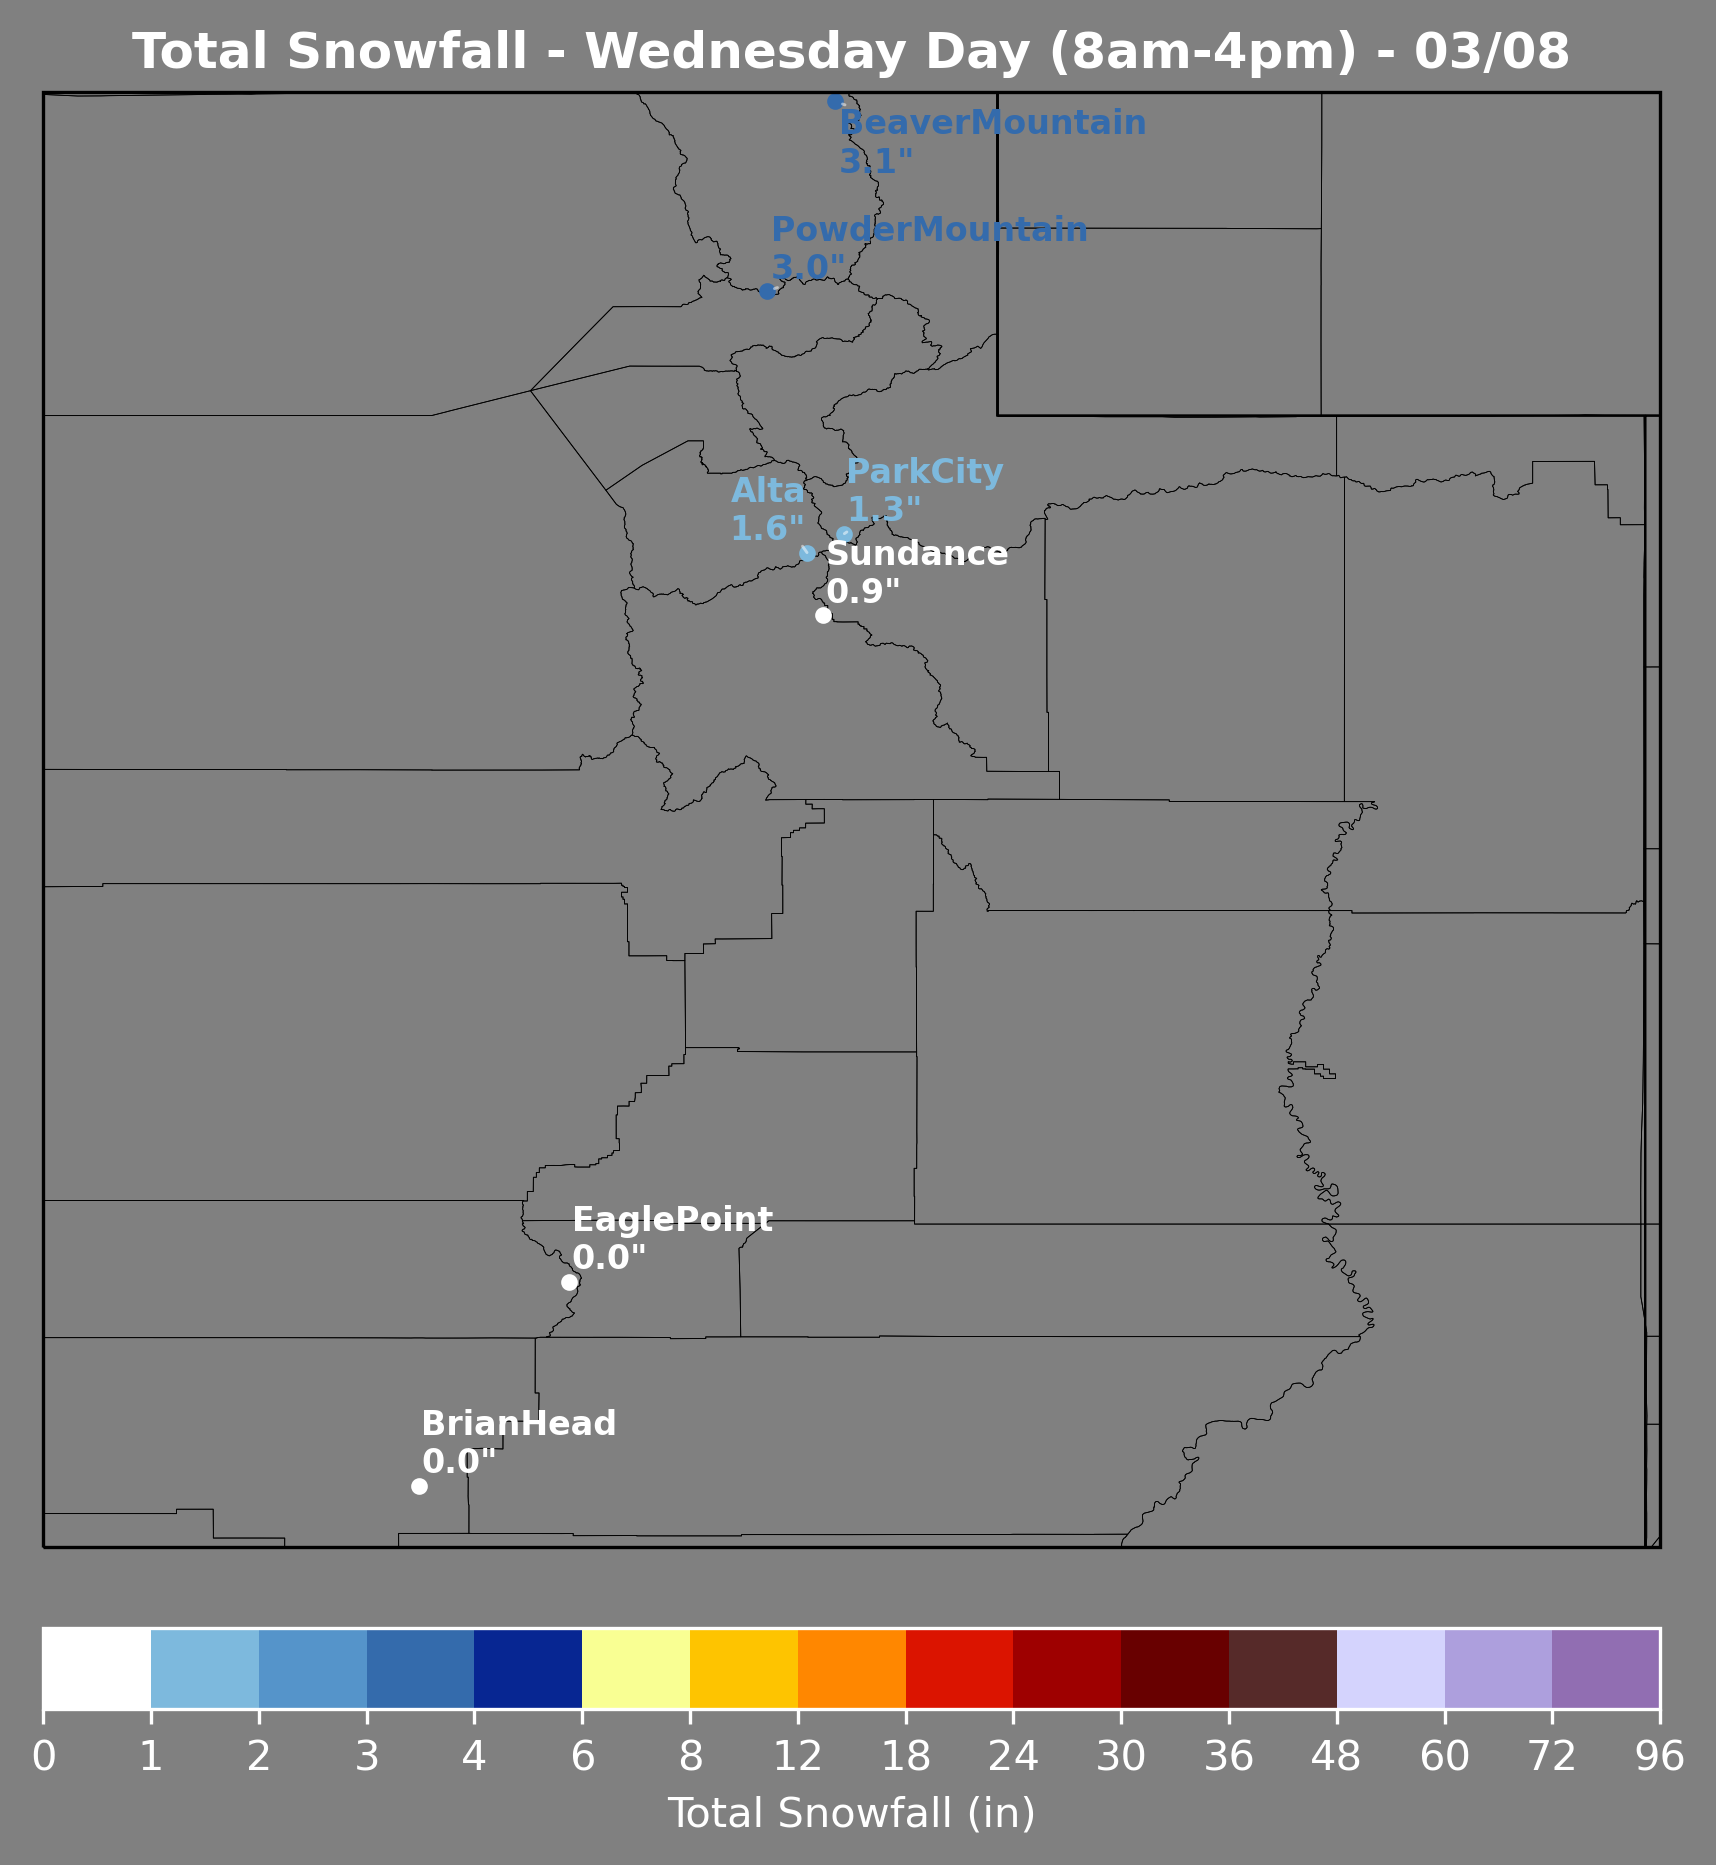 Total Snowfall - Wednesday Day (8am-4pm) - 03/08
BeaverMountain
3.1"
PowderMountain
3.0"
ParkCity
1.3"
Alta
1.6"
Sundance
0.9"
EaglePoint
0.0"
BrianHead
0.0"
0 1 2 3 4 6 8 12 18 24 30 36 48 60 72 96
Total Snowfall (in)